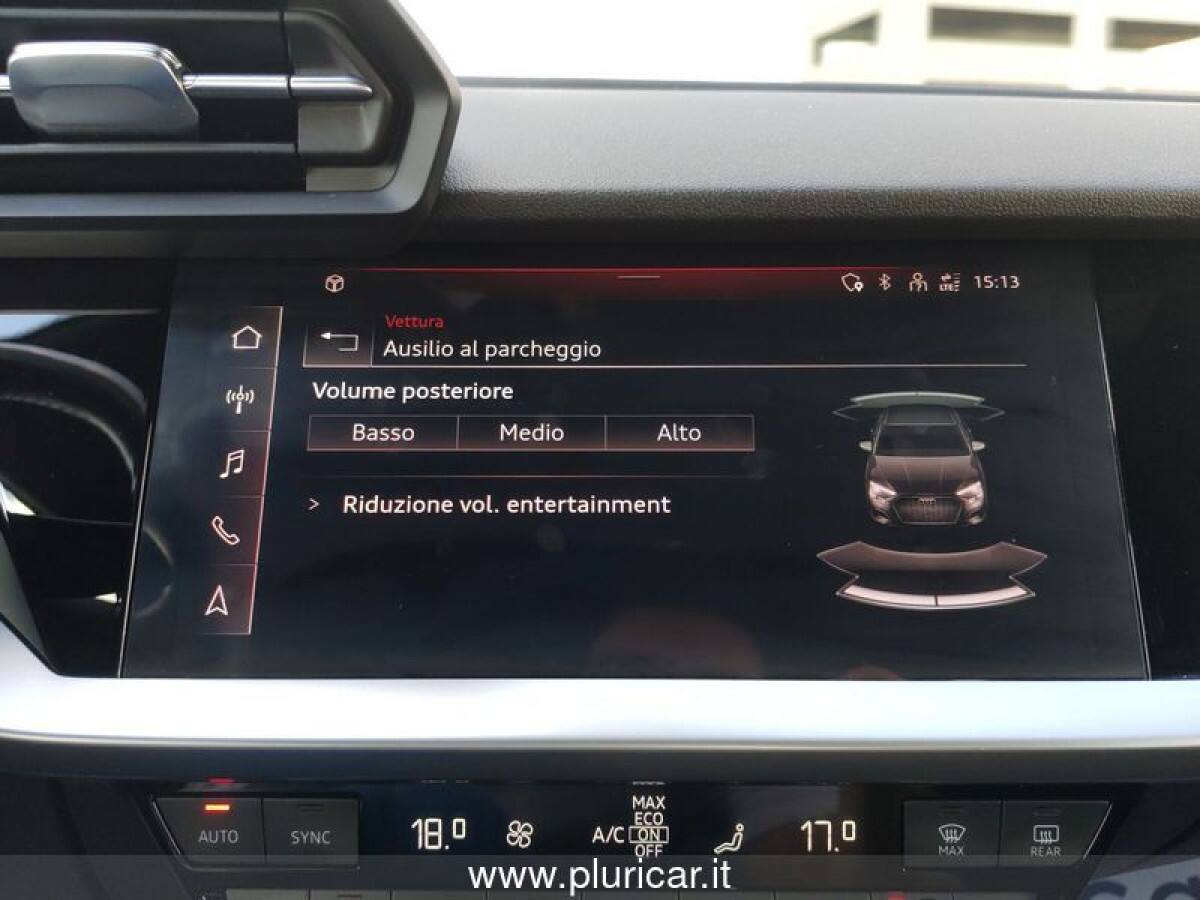 15:13
LTE
Vettura
Ausilio al parcheggio
Volume posteriore
Basso Medio Alto
> Riduzione vol. entertainment
AUTO
SYNC
18.0
A/C
MAX
ECO
ON
OFF
17.0
MAX
REAR
www.pluricar.it